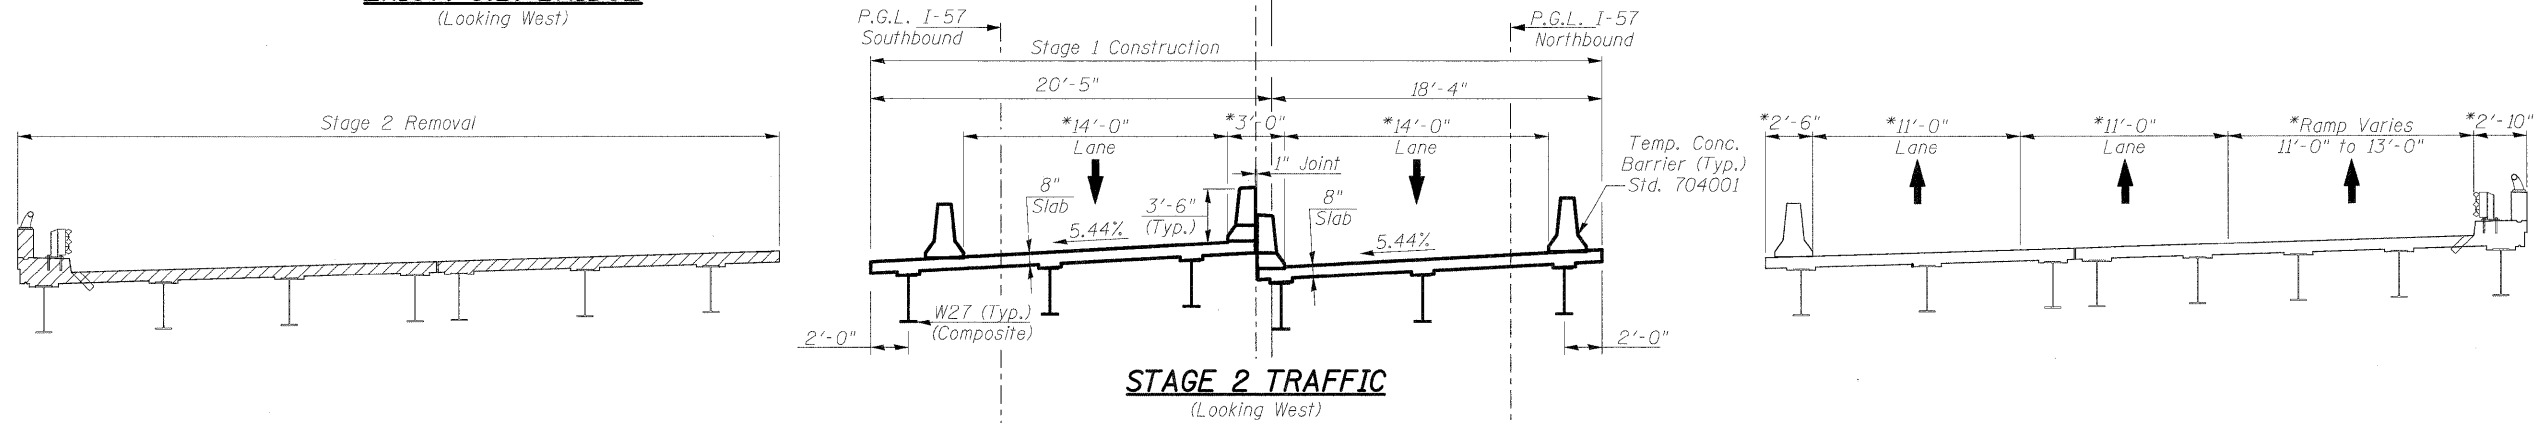 (Looking West)
P.G.L. I-57
Southbound
P.G.L. I-57
Northbound
Stage 1 Construction
20'-5"
18'-4"
Stage 2 Removal
*14'-0"
Lane
*3'-0"
*14'-0"
Lane
1" Joint
8"
Slab
3'-6"
(Typ.)
5.44%
8"
Slab
5.44%
Temp. Conc.
Barrier (Typ.)
Std. 704001
W27 (Typ.)
(Composite)
2'-0"
2'-0"
*2'-6"
*11'-0"
Lane
*11'-0"
Lane
*Ramp Varies
11'-0" to 13'-0"
*2'-10"
STAGE 2 TRAFFIC
(Looking West)